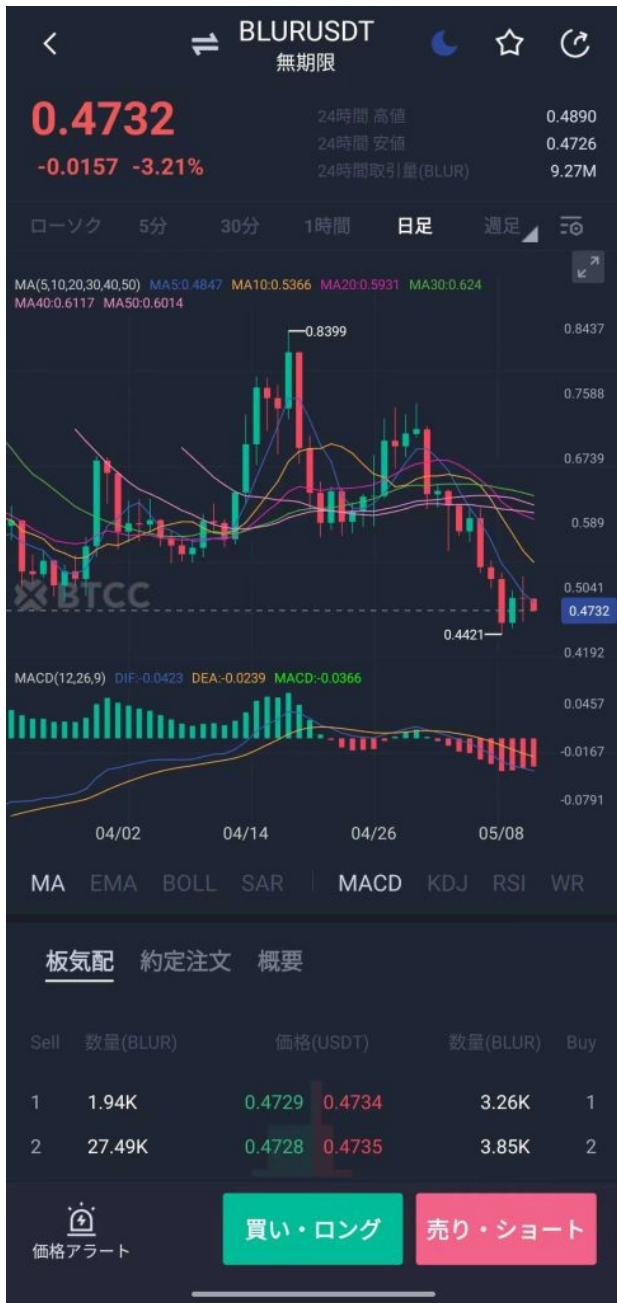 BLURUSDT
無期限
0.4732
-0.0157 -3.21%
24時間 高値 0.4890
24時間 安値 0.4726
24時間取引量(BLUR) 9.27M
ローソク 5分 30分 1時間 日足 週足
MA(5,10,20,30,40,50) MA5:0.4847 MA10:0.5366 MA20:0.5931 MA30:0.624
MA40:0.6117 MA50:0.6014
0.8399
0.8437
0.7588
0.6739
0.589
0.5041
BTCC
0.4732
0.4421
0.4192
MACD(12,26,9) DIF:-0.0423 DEA:-0.0239 MACD:-0.0366
0.0457
-0.0167
-0.0791
04/02 04/14 04/26 05/08
MA EMA BOLL SAR MACD KDJ RSI WR
板気配 約定注文 概要
Sell 数量(BLUR) 価格(USDT) 数量(BLUR) Buy
1 1.94K 0.4729 0.4734 3.26K 1
2 27.49K 0.4728 0.4735 3.85K 2
価格アラート
買い・ロング
売り・ショート